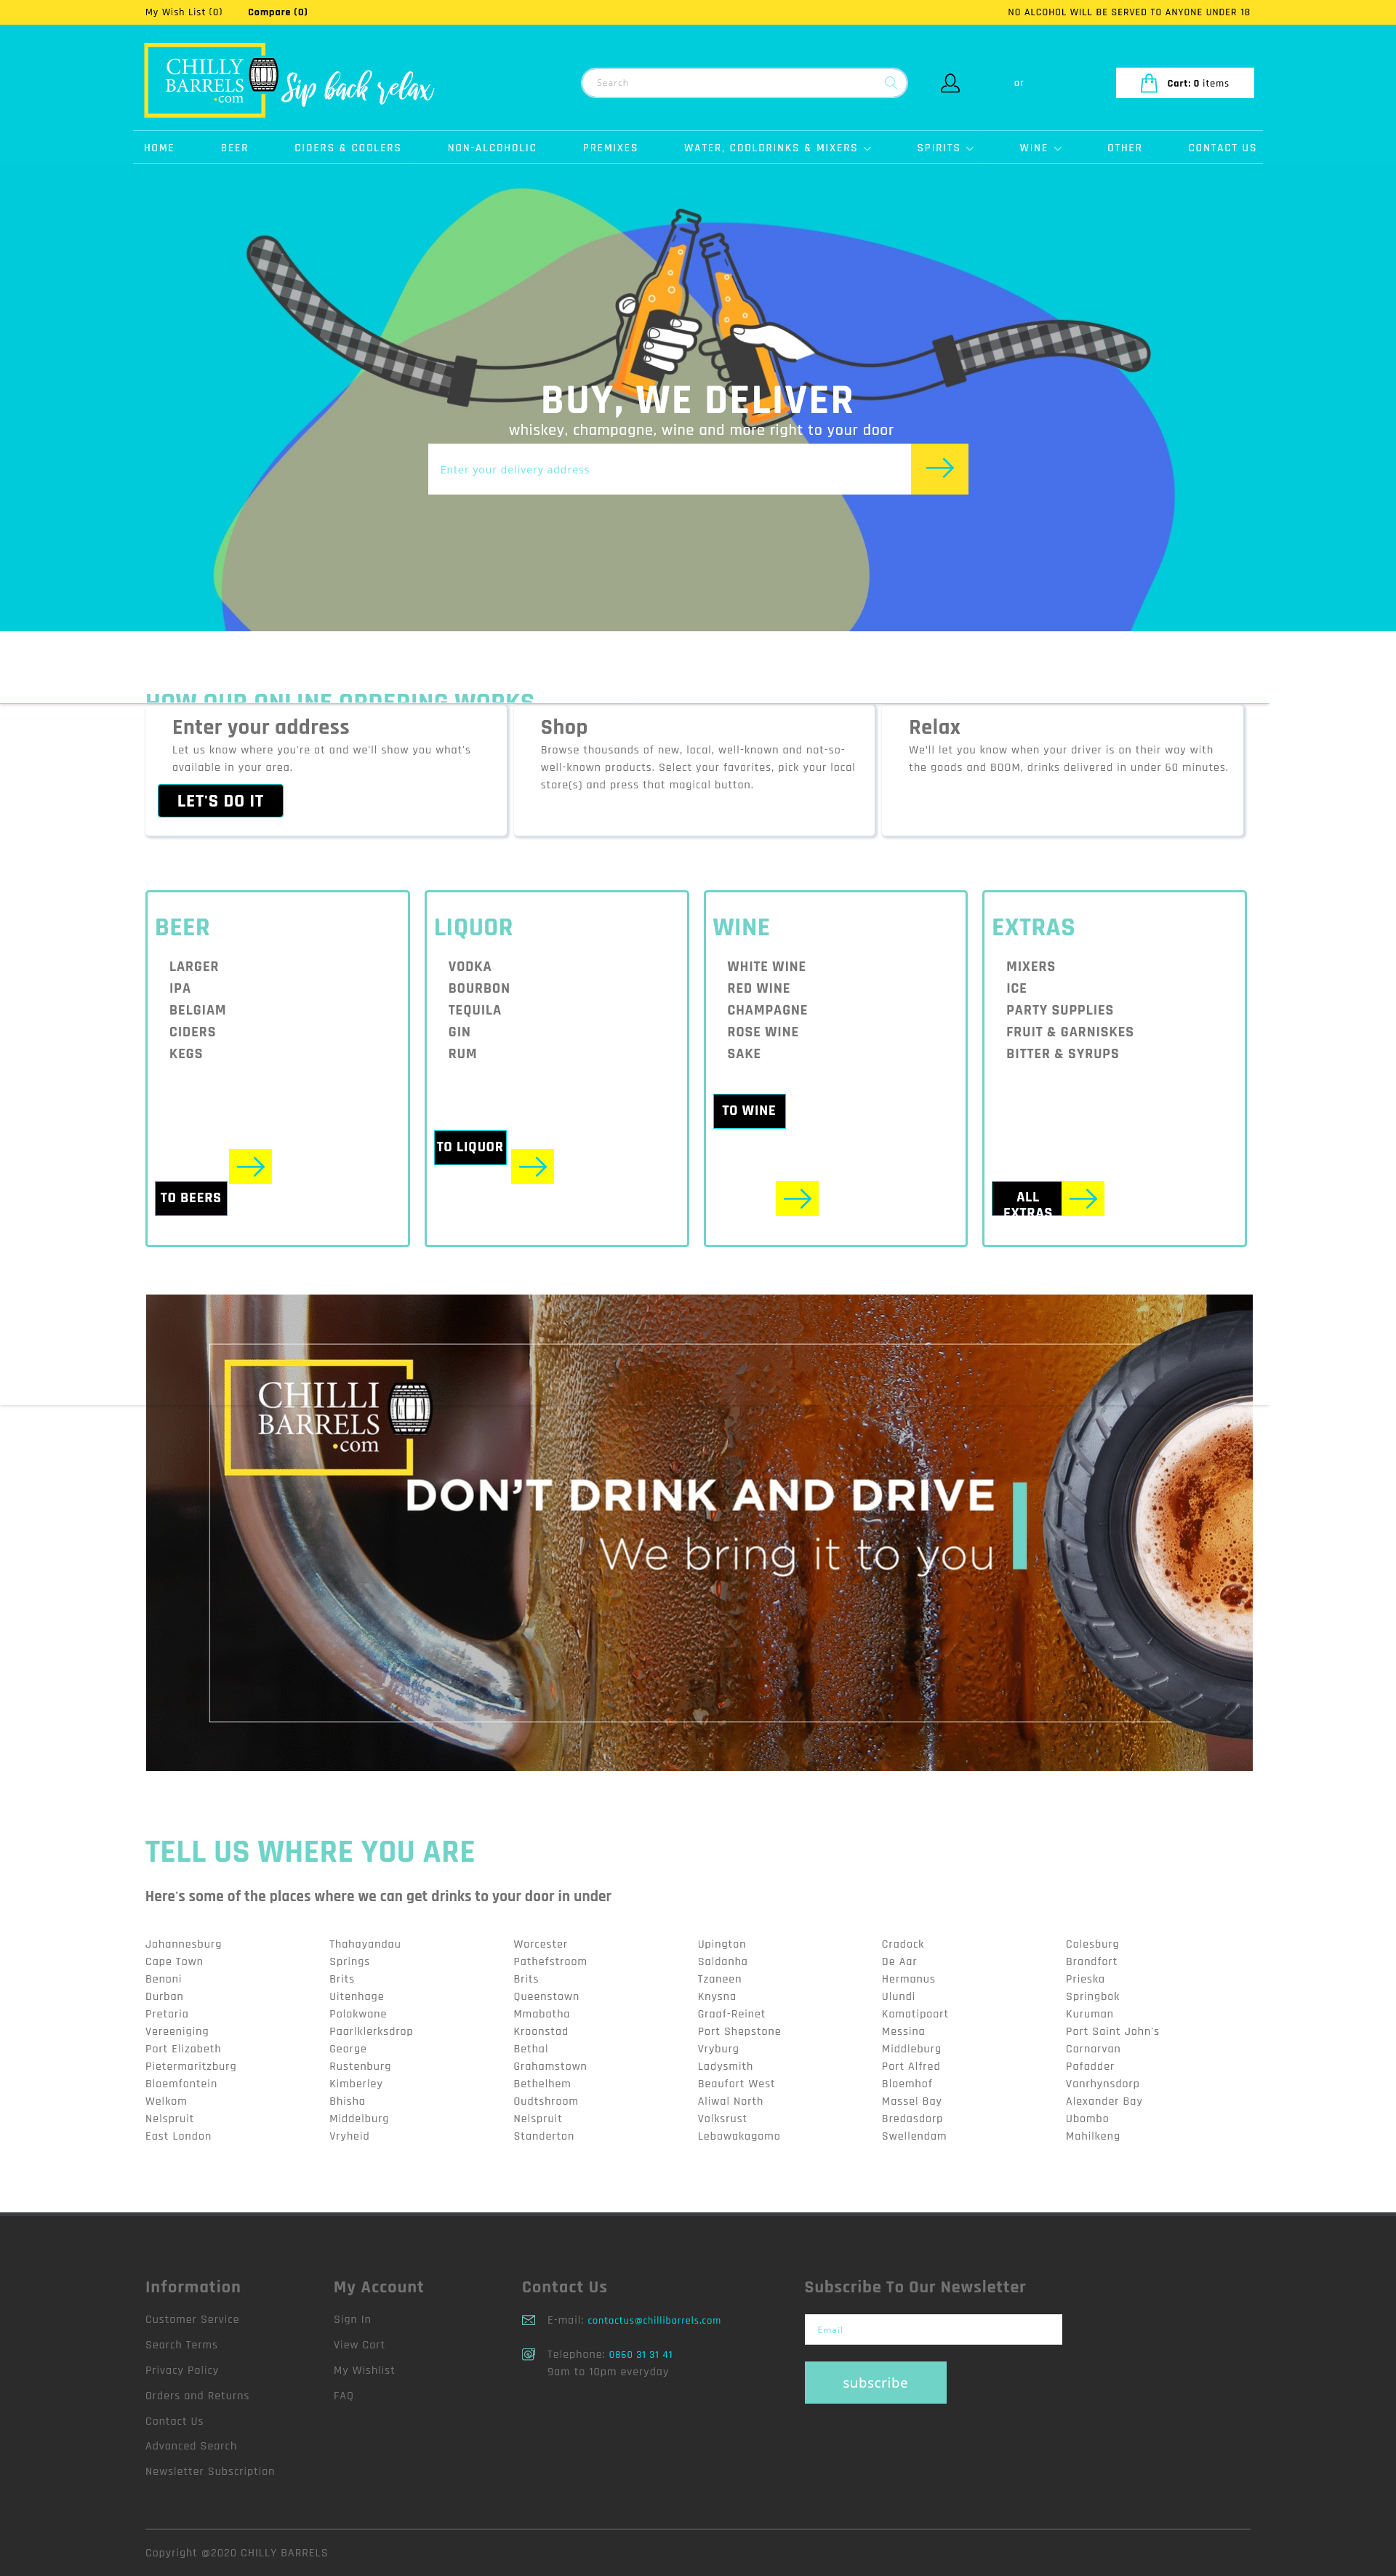 My Wish List (0) Compare (0) NO ALCOHOL WILL BE SERVED TO ANYONE UNDER 18
CHILLY
BARRELS
.com
Sip back relax
Search
or
Cart: 0 items
HOME BEER CIDERS & COOLERS NON-ALCOHOLIC PREMIXES WATER, COOLDRINKS & MIXERS SPIRITS WINE OTHER CONTACT US
BUY, WE DELIVER
whiskey, champagne, wine and more right to your door
Enter your delivery address
HOW OUR ONLINE ORDERING WORKS
Enter your address
Let us know where you're at and we'll show you what's
available in your area.
LET'S DO IT
Shop
Browse thousands of new, local, well-known and not-so-
well-known products. Select your favorites, pick your local
store(s) and press that magical button.
Relax
We'll let you know when your driver is on their way with
the goods and BOOM, drinks delivered in under 60 minutes.
BEER
LARGER
IPA
BELGIAM
CIDERS
KEGS
TO BEERS
LIQUOR
VODKA
BOURBON
TEQUILA
GIN
RUM
TO LIQUOR
WINE
WHITE WINE
RED WINE
CHAMPAGNE
ROSE WINE
SAKE
TO WINE
EXTRAS
MIXERS
ICE
PARTY SUPPLIES
FRUIT & GARNISKES
BITTER & SYRUPS
ALL
EXTRAS
CHILLI
BARRELS
.com
DON'T DRINK AND DRIVE
We bring it to you
TELL US WHERE YOU ARE
Here's some of the places where we can get drinks to your door in under
Johannesburg
Cape Town
Benoni
Durban
Pretoria
Vereeniging
Port Elizabeth
Pietermaritzburg
Bloemfontein
Welkom
Nelspruit
East London
Thahayandau
Springs
Brits
Uitenhage
Polokwane
Paarlklerksdrop
George
Rustenburg
Kimberley
Bhisha
Middelburg
Vryheid
Worcester
Pathefstroom
Brits
Queenstown
Mmabatha
Kroonstad
Bethal
Grahamstown
Bethelhem
Oudtshroom
Nelspruit
Standerton
Upington
Saldanha
Tzaneen
Knysna
Graaf-Reinet
Port Shepstone
Vryburg
Ladysmith
Beaufort West
Aliwal North
Volksrust
Lebowakagomo
Cradock
De Aar
Hermanus
Ulundi
Komatipoort
Messina
Middleburg
Port Alfred
Bloemhof
Massel Bay
Bredasdorp
Swellendam
Colesburg
Brandfort
Prieska
Springbok
Kuruman
Port Saint John's
Carnarvan
Pafadder
Vanrhynsdorp
Alexander Bay
Ubombo
Mahilkeng
Information
Customer Service
Search Terms
Privacy Policy
Orders and Returns
Contact Us
Advanced Search
Newsletter Subscription
My Account
Sign In
View Cart
My Wishlist
FAQ
Contact Us
E-mail: contactus@chillibarrels.com
Telephone: 0860 31 31 41
9am to 10pm everyday
Subscribe To Our Newsletter
Email
subscribe
Copyright @2020 CHILLY BARRELS